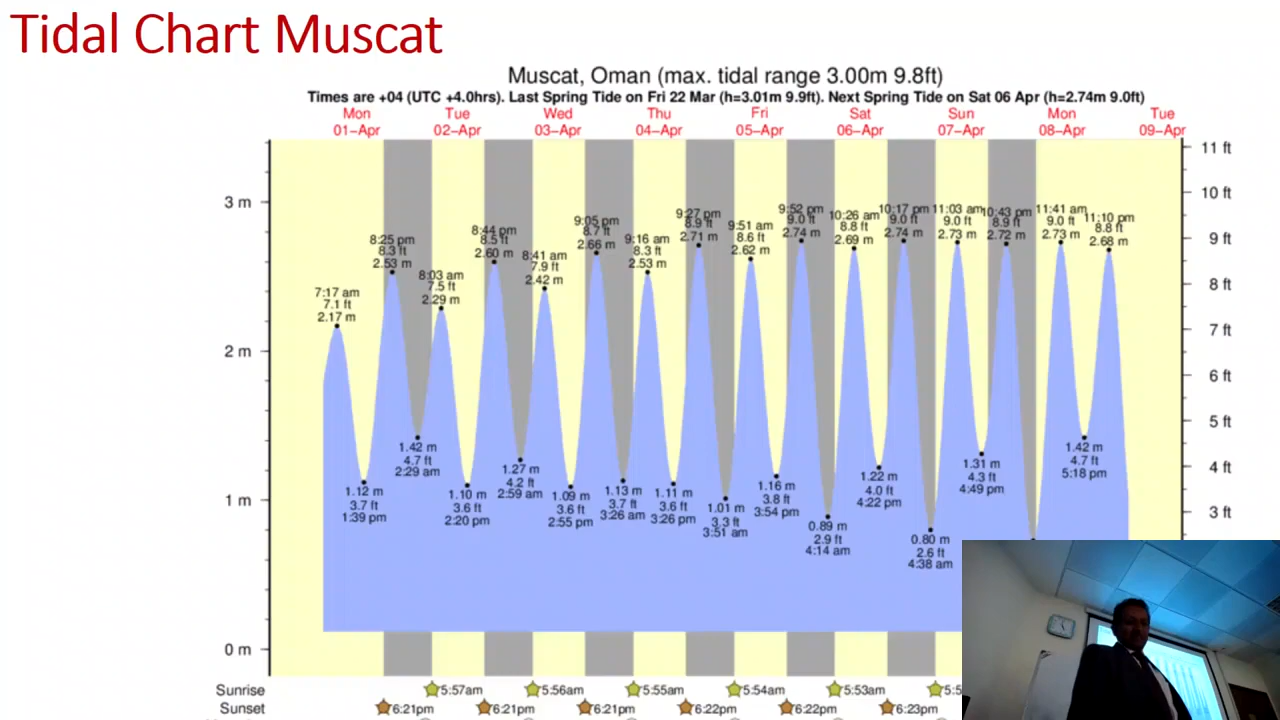 Tidal Chart Muscat
Muscat, Oman (max. tidal range 3.00m 9.8ft)
Times are +04 (UTC +4.0hrs). Last Spring Tide on Fri 22 Mar (h=3.01m 9.9ft). Next Spring Tide on Sat 06 Apr (h=2.74m 9.0ft)
Mon Tue Wed Thu Fri Sat Sun Mon Tue
01-Apr 02-Apr 03-Apr 04-Apr 05-Apr 06-Apr 07-Apr 08-Apr 09-Apr
3 m
2 m
1 m
0 m
11 ft
10 ft
9 ft
8 ft
7 ft
6 ft
5 ft
4 ft
3 ft
7:17 am
7.1 ft
2.17 m
8:25 pm
8.3 ft
2.53 m
8:03 am
7.5 ft
2.29 m
8:44 pm
8.5 ft
2.60 m
8:41 am
7.9 ft
2.42 m
9:05 pm
8.7 ft
2.66 m
9:16 am
8.3 ft
2.53 m
9:27 pm
8.9 ft
2.71 m
9:51 am
8.6 ft
2.62 m
9:52 pm
9.0 ft
2.74 m
10:26 am
8.8 ft
2.69 m
10:17 pm
9.0 ft
2.74 m
11:03 am
9.0 ft
2.73 m
10:43 pm
8.9 ft
2.72 m
11:41 am
9.0 ft
2.73 m
11:10 pm
8.8 ft
2.68 m
1.12 m
3.7 ft
1:39 pm
1.42 m
4.7 ft
2:29 am
1.10 m
3.6 ft
2:20 pm
1.27 m
4.2 ft
2:59 am
1.09 m
3.6 ft
2:55 pm
1.13 m
3.7 ft
3:26 am
1.11 m
3.6 ft
3:26 pm
1.01 m
3.3 ft
3:51 am
1.16 m
3.8 ft
3:54 pm
0.89 m
2.9 ft
4:14 am
1.22 m
4.0 ft
4:22 pm
0.80 m
2.6 ft
4:38 am
1.31 m
4.3 ft
4:49 pm
1.42 m
4.7 ft
5:18 pm
Sunrise 5:57am 5:56am 5:55am 5:54am 5:53am
Sunset 6:21pm 6:21pm 6:21pm 6:22pm 6:22pm 6:23pm